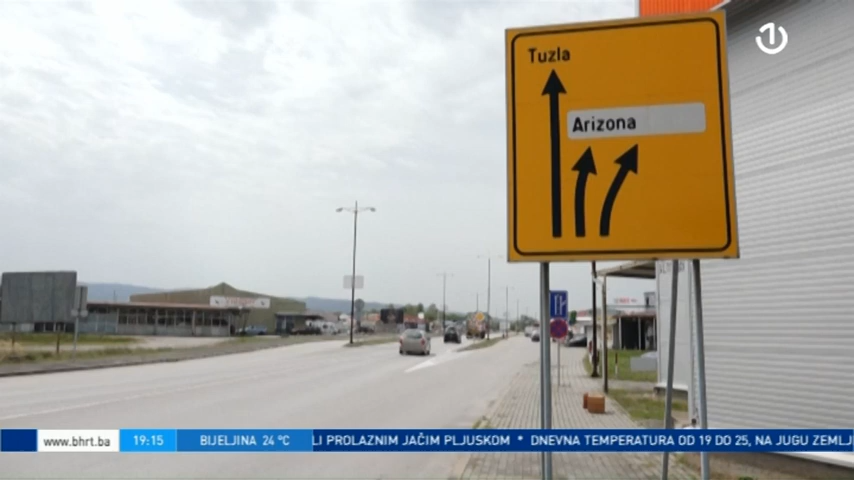 Tuzla
Arizona
www.bhrt.ba 19:15 BIJELJINA 24 °C LI PROLAZNIM JAČIM PLJUSKOM * DNEVNA TEMPERATURA OD 19 DO 25, NA JUGU ZEMLJ